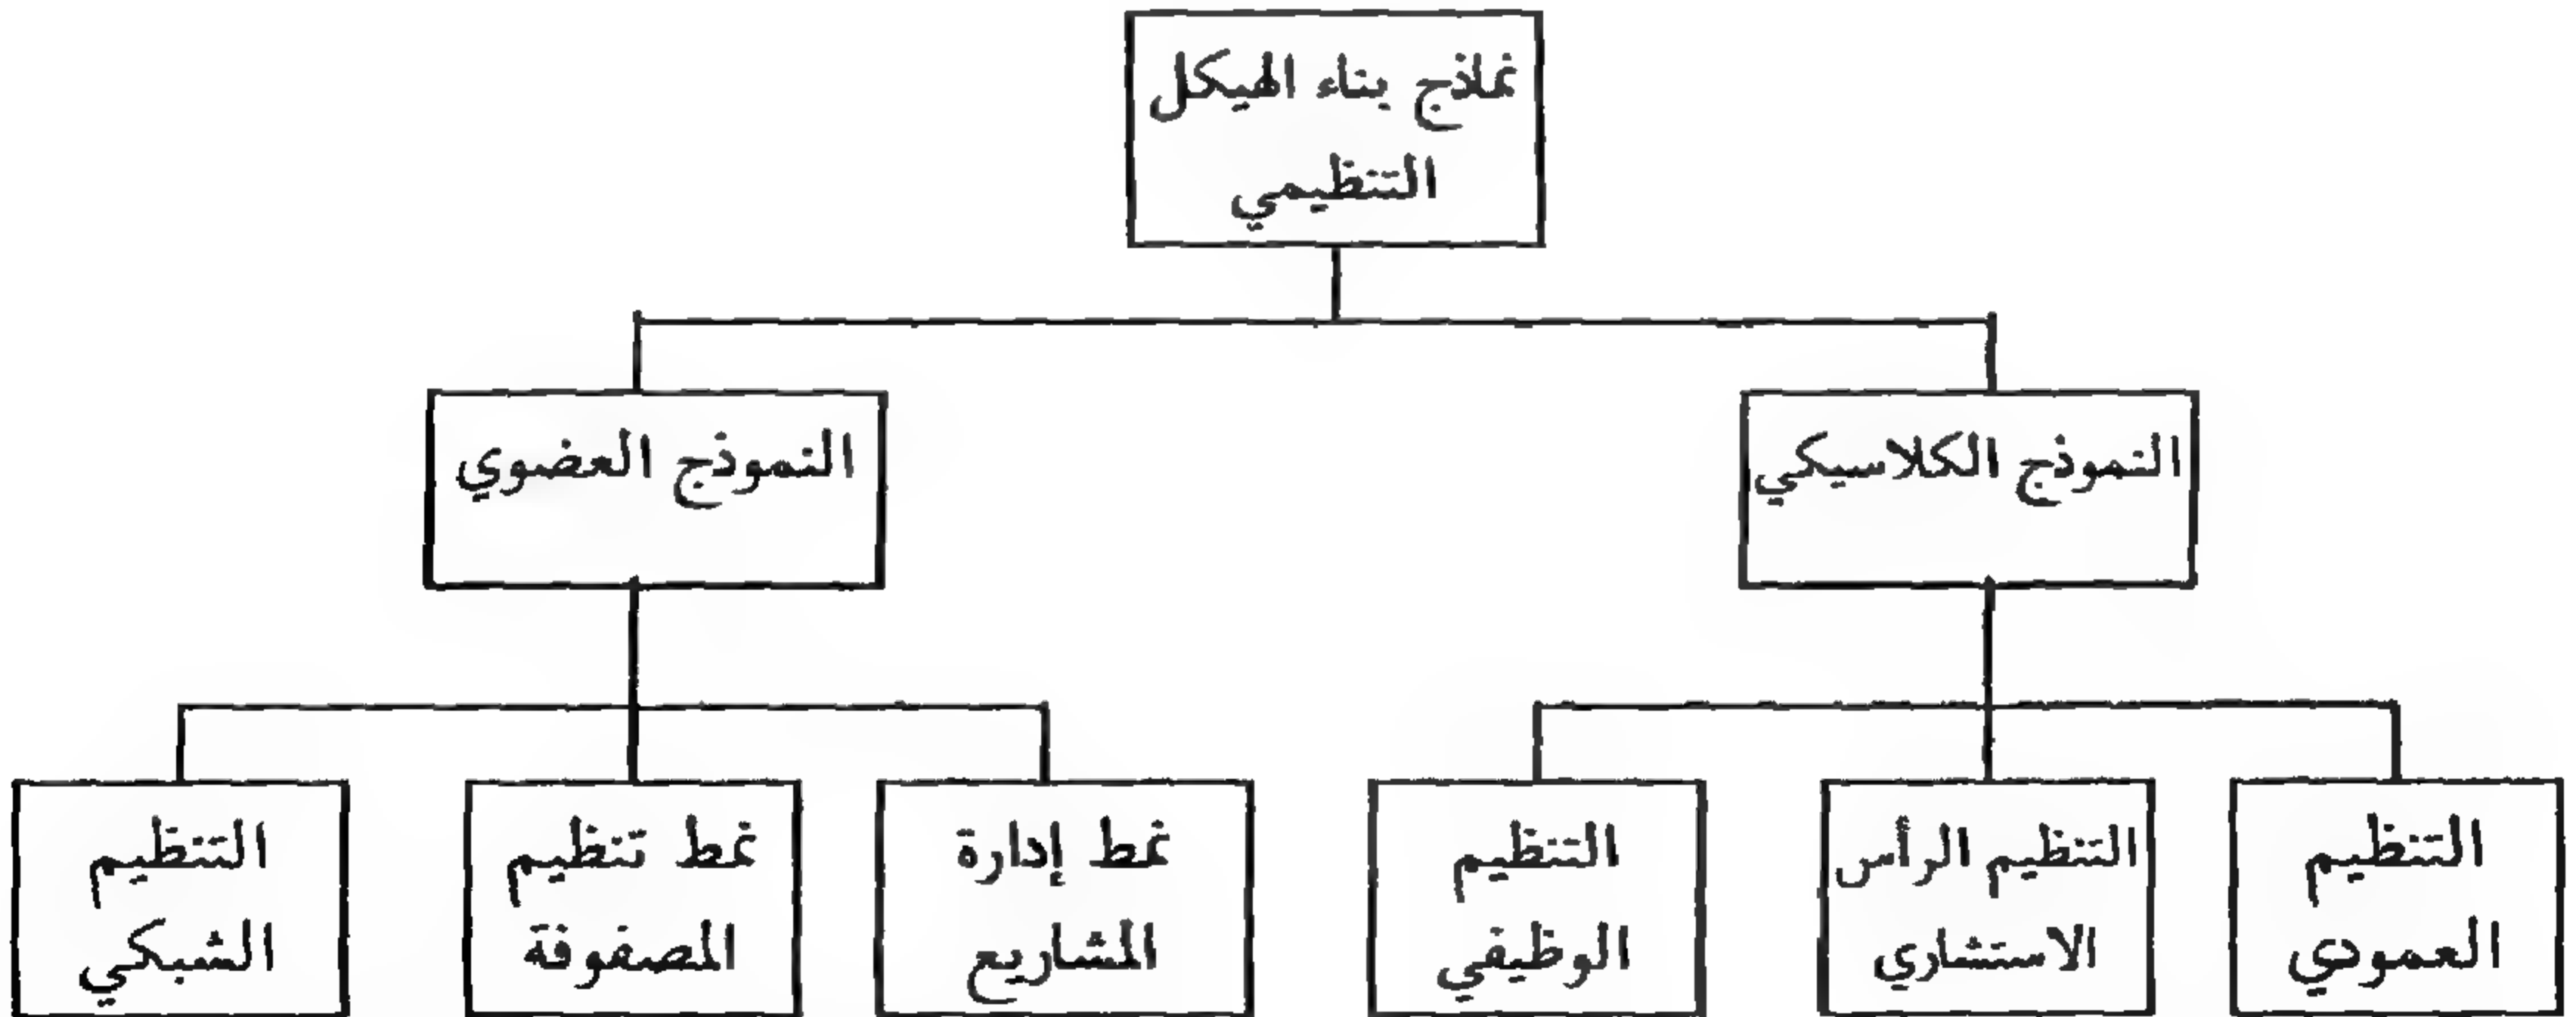 نماذج بناء الهيكل
التنظيمي
النموذج الكلاسيكي
النموذج العضوي
التنظيم
العمودي
التنظيم الرأس
الاستشاري
التنظيم
الوظيفي
نمط إدارة
المشاريع
نمط تنظيم
المصفوفة
التنظيم
الشبكي